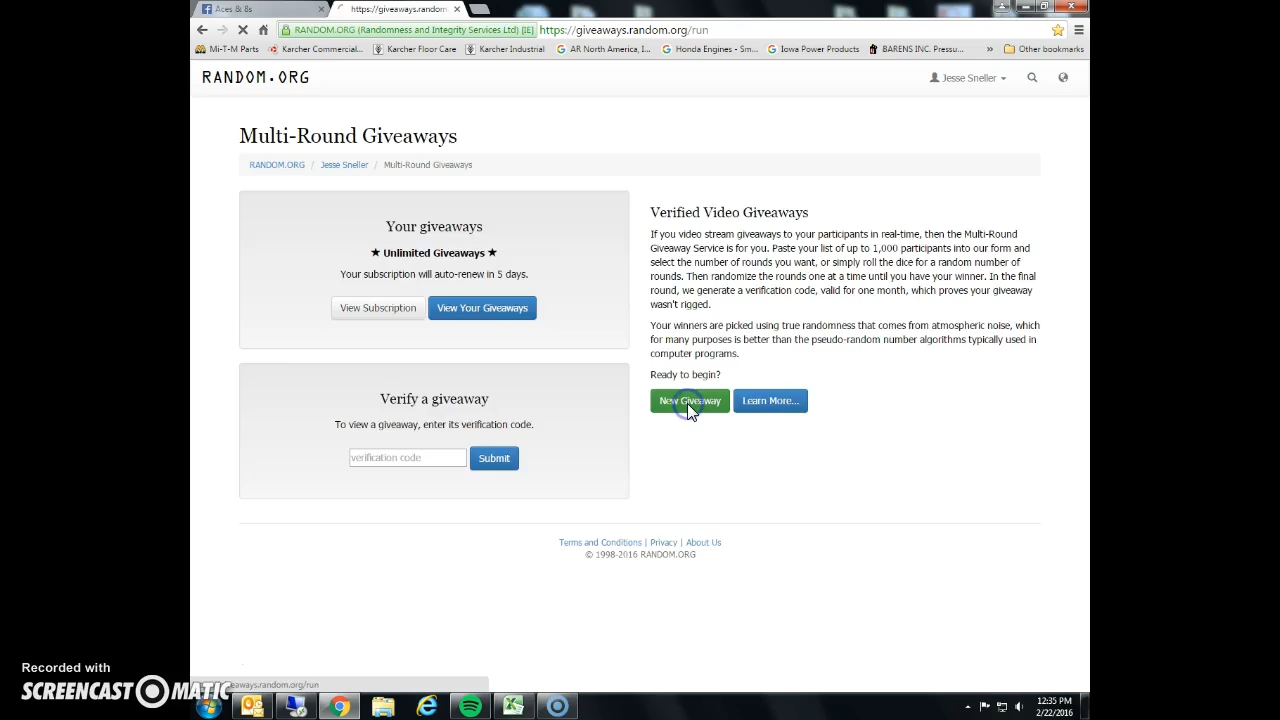 Aces & 8s
https://giveaways.random
RANDOM.ORG (Randomness and Integrity Services Ltd) [IE]
https://giveaways.random.org/run
Mi-T-M Parts
Karcher Commercial...
Karcher Floor Care
Karcher Industrial
AR North America, I...
Honda Engines - Sm...
Iowa Power Products
BARENS INC. Pressu...
»
Other bookmarks
RANDOM.ORG
Jesse Sneller
Multi-Round Giveaways
RANDOM.ORG / Jesse Sneller / Multi-Round Giveaways
Your giveaways
★ Unlimited Giveaways ★
Your subscription will auto-renew in 5 days.
View Subscription
View Your Giveaways
Verify a giveaway
To view a giveaway, enter its verification code.
verification code
Submit
Verified Video Giveaways
If you video stream giveaways to your participants in real-time, then the Multi-Round
Giveaway Service is for you. Paste your list of up to 1,000 participants into our form and
select the number of rounds you want, or simply roll the dice for a random number of
rounds. Then randomize the rounds one at a time until you have your winner. In the final
round, we generate a verification code, valid for one month, which proves your giveaway
wasn't rigged.
Your winners are picked using true randomness that comes from atmospheric noise, which
for many purposes is better than the pseudo-random number algorithms typically used in
computer programs.
Ready to begin?
New Giveaway
Learn More...
Terms and Conditions | Privacy | About Us
© 1998-2016 RANDOM.ORG
Recorded with
SCREENCAST-O-MATIC
eaways.random.org/run
12:35 PM
2/22/2016